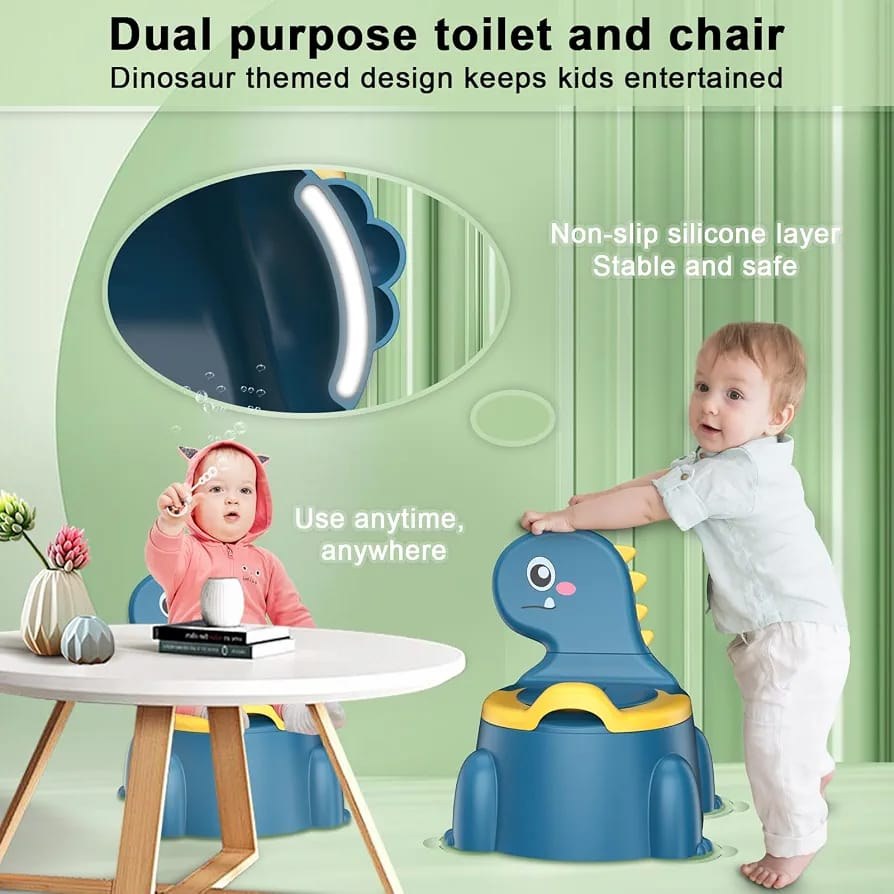 Dual purpose toilet and chair
Dinosaur themed design keeps kids entertained
Non-slip silicone layer
Stable and safe
Use anytime,
anywhere